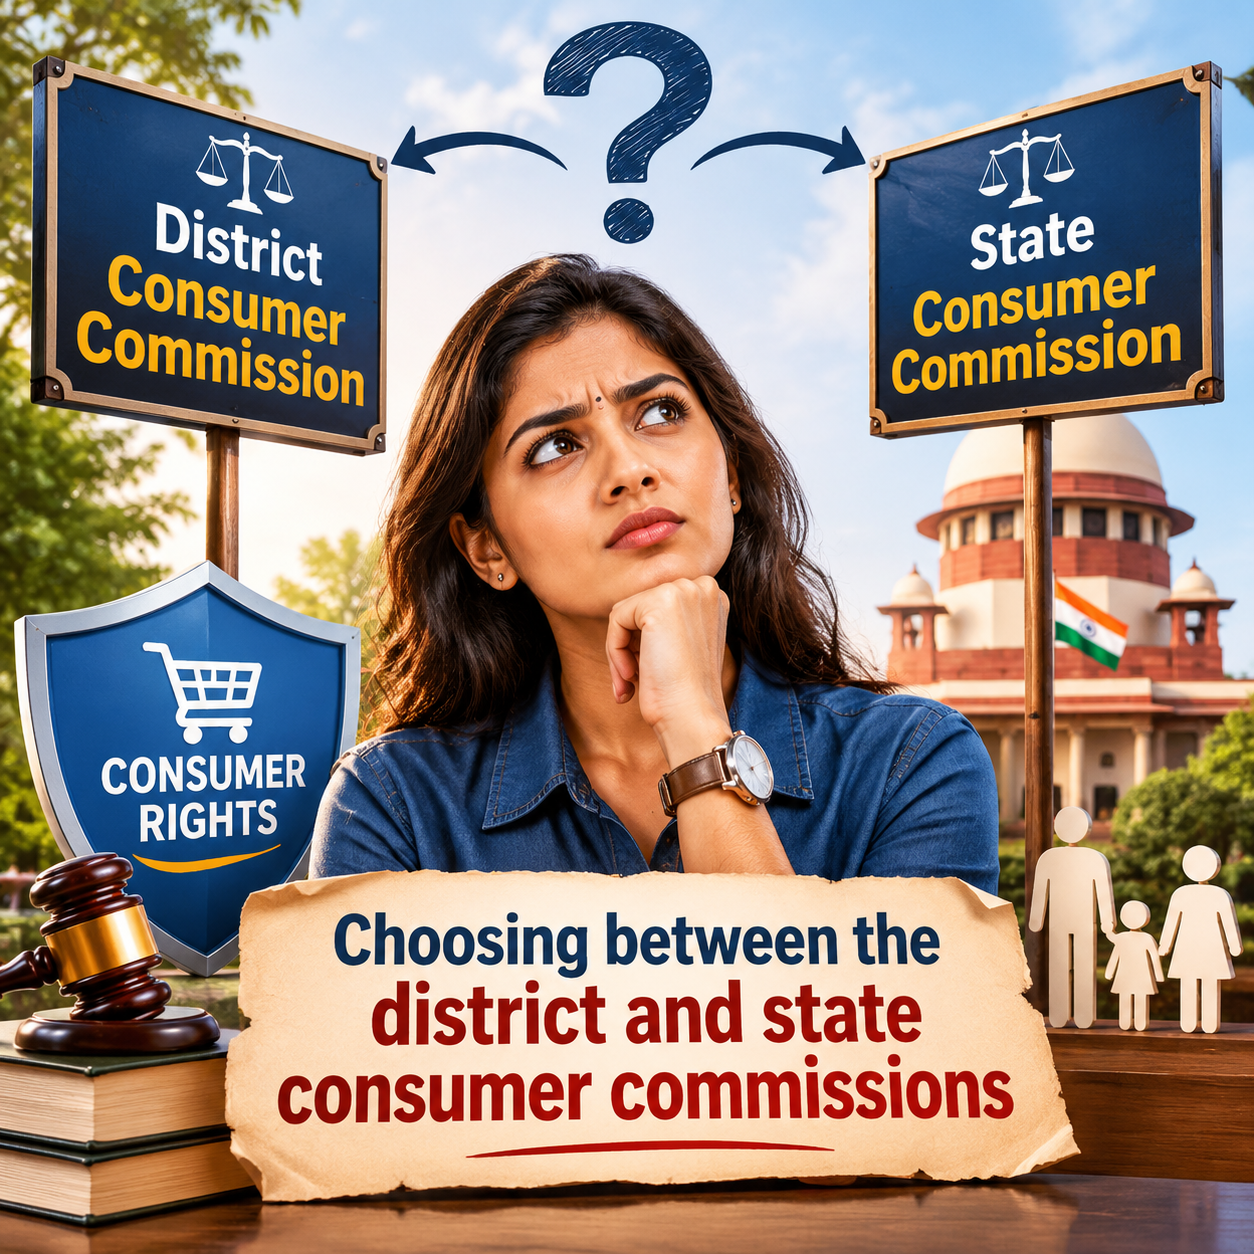 ?
District
Consumer
Commission
State
Consumer
Commission
CONSUMER
RIGHTS
Choosing between the
district and state
consumer commissions